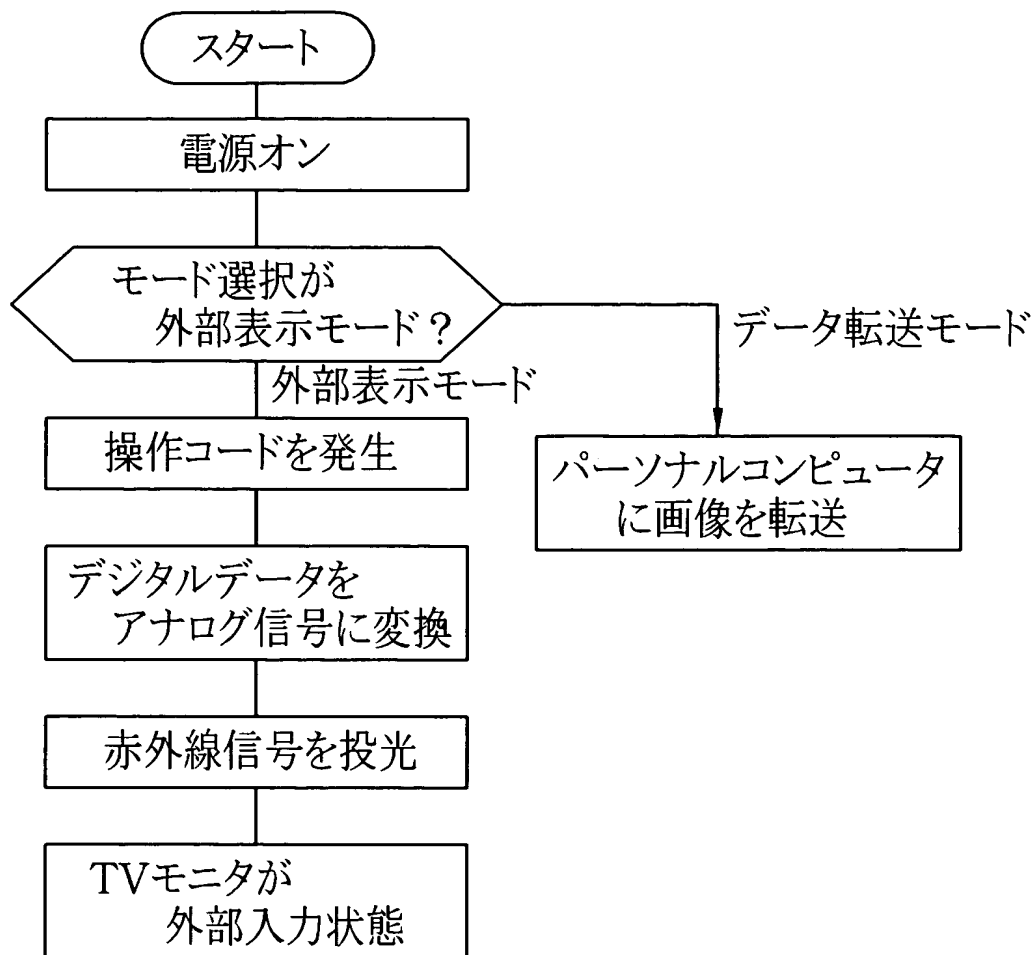 スタート
電源オン
モード選択が
外部表示モード？
データ転送モード
外部表示モード
操作コードを発生
パーソナルコンピュータ
に画像を転送
デジタルデータを
アナログ信号に変換
赤外線信号を投光
TVモニタが
外部入力状態